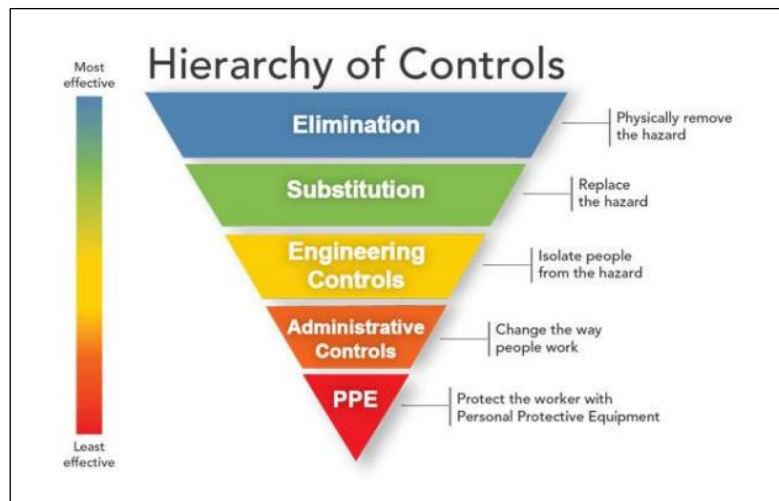 Hierarchy of Controls
Most
effective
Elimination
Physically remove
the hazard
Substitution
Replace
the hazard
Engineering
Controls
Isolate people
from the hazard
Administrative
Controls
Change the way
people work
PPE
Protect the worker with
Personal Protective Equipment
Least
effective